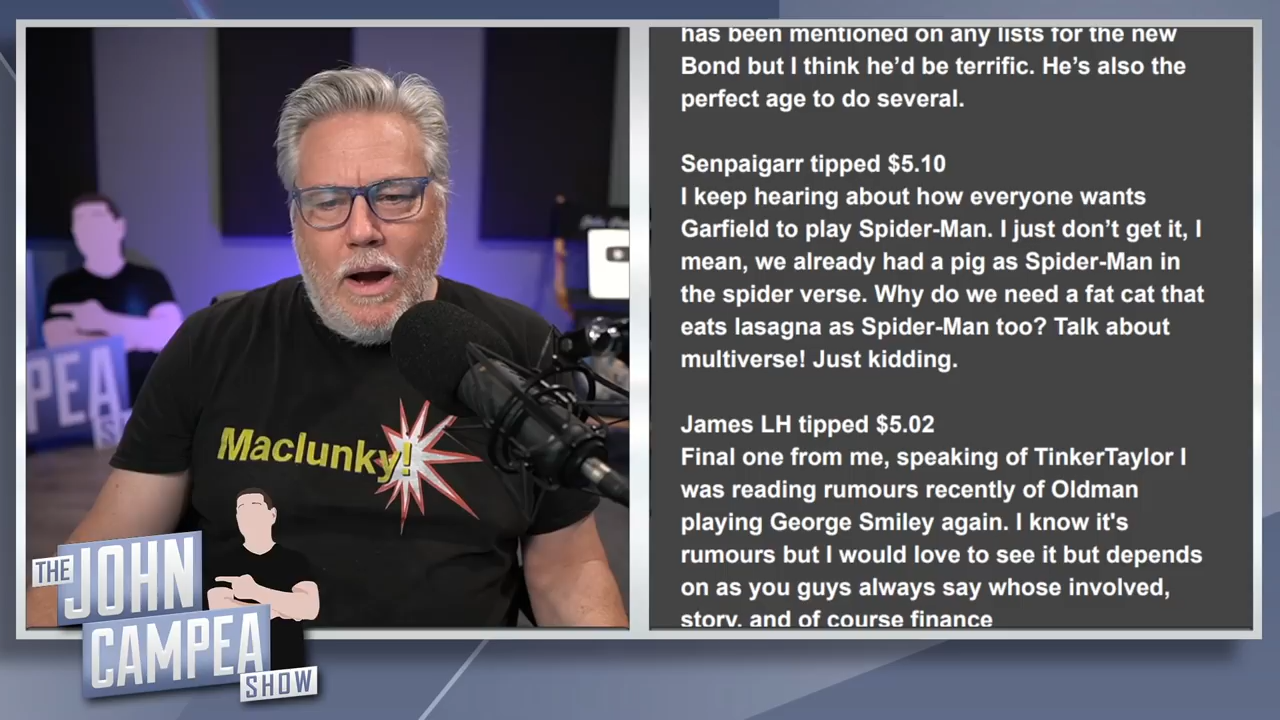 has been mentioned on any lists for the new
Bond but I think he’d be terrific. He’s also the
perfect age to do several.
Senpaigarr tipped $5.10
I keep hearing about how everyone wants
Garfield to play Spider-Man. I just don’t get it, I
mean, we already had a pig as Spider-Man in
the spider verse. Why do we need a fat cat that
eats lasagna as Spider-Man too? Talk about
multiverse! Just kidding.
James LH tipped $5.02
Final one from me, speaking of TinkerTaylor I
was reading rumours recently of Oldman
playing George Smiley again. I know it's
rumours but I would love to see it but depends
on as you guys always say whose involved,
story, and of course finance
Maclunky!
PEA
THE JOHN
CAMPEA
SHOW